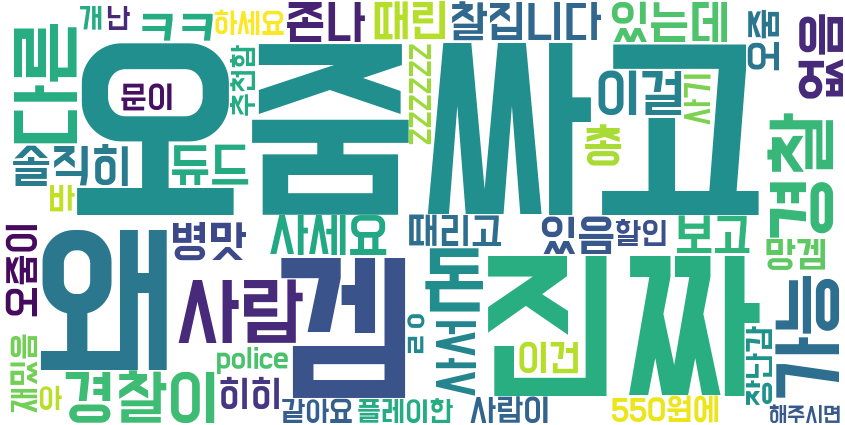 개 난 ㅋㅋ 하세요 존나 때린 찰집니다 있는데 오줌 없음
다른 오줌싸고 문이 추천함 zzzzzz 이걸 사기
솔직히 듀드 총 경찰
바
오줌이 왜 병맛 사세요 때리고 있음 할인 보고 망겜
사람 겜 돈 진짜 가능
police 을 사서 이건 장난감
재밌음 아 경찰이 히히 같아요 플레이한 사람이 550원에 해주시면